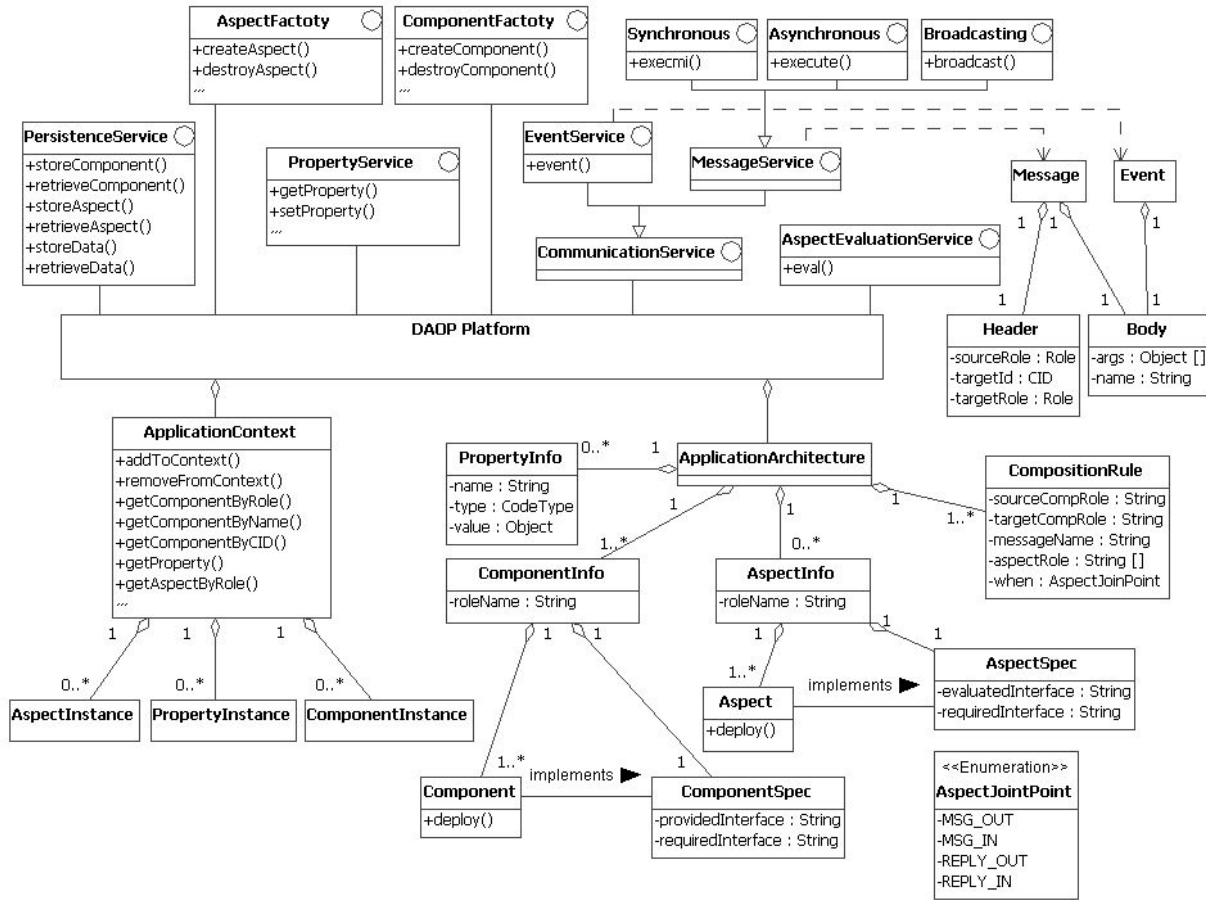 AspectFactoty
+createAspect()
+destroyAspect()
,,,
ComponentFactoty
+createComponent()
+destroyComponent()
,,,
Synchronous
+execmi()
Asynchronous
+execute()
Broadcasting
+broadcast()
PersistenceService
+storeComponent()
+retrieveComponent()
+storeAspect()
+retrieveAspect()
+storeData()
+retrieveData()
PropertyService
+getProperty()
+setProperty()
,,,
EventService
+event()
MessageService
Message
Event
CommunicationService
AspectEvaluationService
+eval()
1
1
1
1
1
1
DAOP Platform
Header
-sourceRole : Role
-targetId : CID
-targetRole : Role
Body
-args : Object []
-name : String
ApplicationContext
+addToContext()
+removeFromContext()
+getComponentByRole()
+getComponentByName()
+getComponentByCID()
+getProperty()
+getAspectByRole()
,,,
PropertyInfo
-name : String
-type : CodeType
-value : Object
0..*
1
ApplicationArchitecture
1
1
1
1..*
0..*
1..*
CompositionRule
-sourceCompRole : String
-targetCompRole : String
-messageName : String
-aspectRole : String []
-when : AspectJoinPoint
ComponentInfo
-roleName : String
AspectInfo
-roleName : String
1
1
1
0..*
0..*
0..*
AspectInstance
PropertyInstance
ComponentInstance
1
1
1
1
1
1..*
implements
Aspect
+deploy()
AspectSpec
-evaluatedInterface : String
-requiredInterface : String
1..*
implements
1
Component
+deploy()
ComponentSpec
-providedInterface : String
-requiredInterface : String
<<Enumeration>>
AspectJointPoint
-MSG_OUT
-MSG_IN
-REPLY_OUT
-REPLY_IN